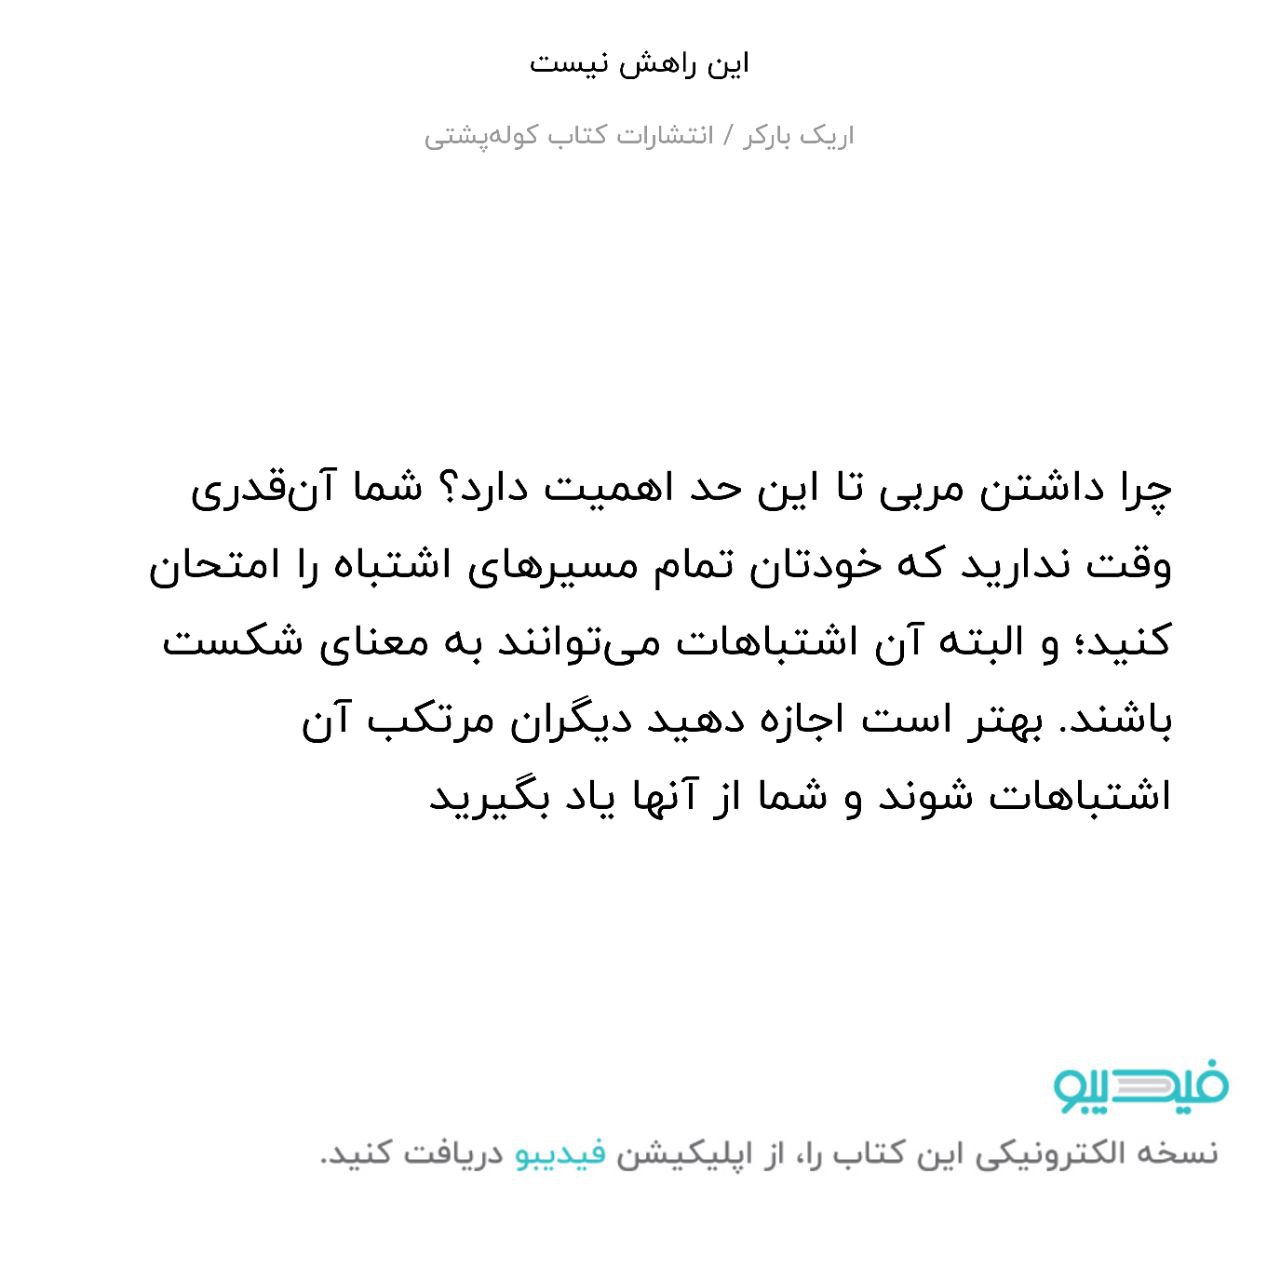 این راهش نیست
اریک بارکر / انتشارات کتاب کوله‌پشتی
چرا داشتن مربی تا این حد اهمیت دارد؟ شما آن‌قدری
وقت ندارید که خودتان تمام مسیرهای اشتباه را امتحان
کنید؛ و البته آن اشتباهات می‌توانند به معنای شکست
باشند. بهتر است اجازه دهید دیگران مرتکب آن
اشتباهات شوند و شما از آنها یاد بگیرید
فیدیبو
نسخه الکترونیکی این کتاب را، از اپلیکیشن فیدیبو دریافت کنید.